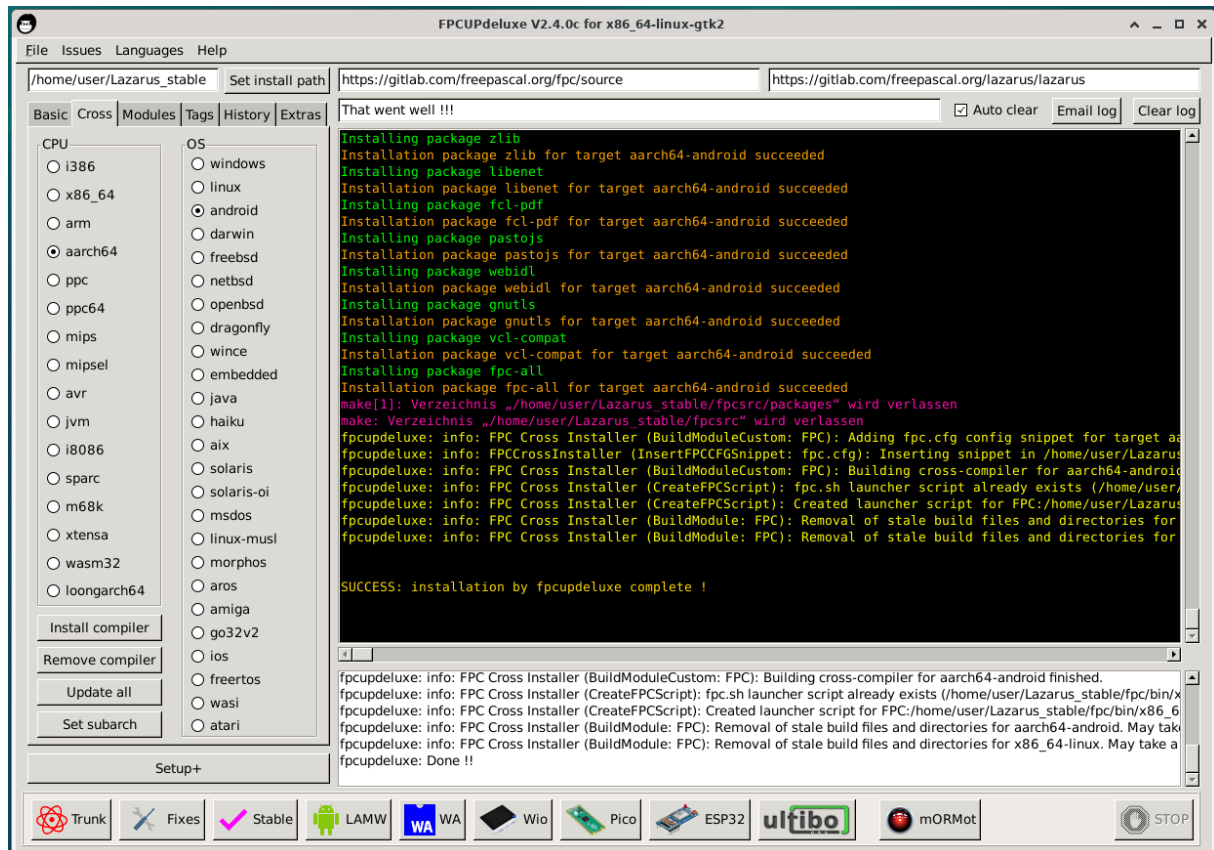 FPCUPdeluxe V2.4.0c for x86_64-linux-gtk2
File Issues Languages Help
/home/user/Lazarus_stable Set install path https://gitlab.com/freepascal.org/fpc/source https://gitlab.com/freepascal.org/lazarus/lazarus
Basic Cross Modules Tags History Extras
That went well !!! Auto clear Email log Clear log
CPU
i386
x86_64
arm
aarch64
ppc
ppc64
mips
mipsel
avr
jvm
i8086
sparc
m68k
xtensa
wasm32
loongarch64
Install compiler
Remove compiler
Update all
Set subarch
OS
windows
linux
android
darwin
freebsd
netbsd
openbsd
dragonfly
wince
embedded
java
haiku
aix
solaris
solaris-oi
msdos
linux-musl
morphos
aros
amiga
go32v2
ios
freertos
wasi
atari
Setup+
Installing package zlib
Installation package zlib for target aarch64-android succeeded
Installing package libenet
Installation package libenet for target aarch64-android succeeded
Installing package fcl-pdf
Installation package fcl-pdf for target aarch64-android succeeded
Installing package pastojs
Installation package pastojs for target aarch64-android succeeded
Installing package webidl
Installation package webidl for target aarch64-android succeeded
Installing package gnutls
Installation package gnutls for target aarch64-android succeeded
Installing package vcl-compat
Installation package vcl-compat for target aarch64-android succeeded
Installing package fpc-all
Installation package fpc-all for target aarch64-android succeeded
make[1]: Verzeichnis „/home/user/Lazarus_stable/fpcsrc/packages“ wird verlassen
make: Verzeichnis „/home/user/Lazarus_stable/fpcsrc“ wird verlassen
fpcupdeluxe: info: FPC Cross Installer (BuildModuleCustom: FPC): Adding fpc.cfg config snippet for target aa
fpcupdeluxe: info: FPCCrossInstaller (InsertFPCCFGSnippet: fpc.cfg): Inserting snippet in /home/user/Lazarus
fpcupdeluxe: info: FPC Cross Installer (BuildModuleCustom: FPC): Building cross-compiler for aarch64-android
fpcupdeluxe: info: FPC Cross Installer (CreateFPCScript): fpc.sh launcher script already exists (/home/user/
fpcupdeluxe: info: FPC Cross Installer (CreateFPCScript): Created launcher script for FPC:/home/user/Lazarus
fpcupdeluxe: info: FPC Cross Installer (BuildModule: FPC): Removal of stale build files and directories for
fpcupdeluxe: info: FPC Cross Installer (BuildModule: FPC): Removal of stale build files and directories for
SUCCESS: installation by fpcupdeluxe complete !
fpcupdeluxe: info: FPC Cross Installer (BuildModuleCustom: FPC): Building cross-compiler for aarch64-android finished.
fpcupdeluxe: info: FPC Cross Installer (CreateFPCScript): fpc.sh launcher script already exists (/home/user/Lazarus_stable/fpc/bin/x
fpcupdeluxe: info: FPC Cross Installer (CreateFPCScript): Created launcher script for FPC:/home/user/Lazarus_stable/fpc/bin/x86_6
fpcupdeluxe: info: FPC Cross Installer (BuildModule: FPC): Removal of stale build files and directories for aarch64-android. May tak
fpcupdeluxe: info: FPC Cross Installer (BuildModule: FPC): Removal of stale build files and directories for x86_64-linux. May take a
fpcupdeluxe: Done !!
Trunk Fixes Stable LAMW WA WA Wio Pico ESP32 ultibo mORMot STOP